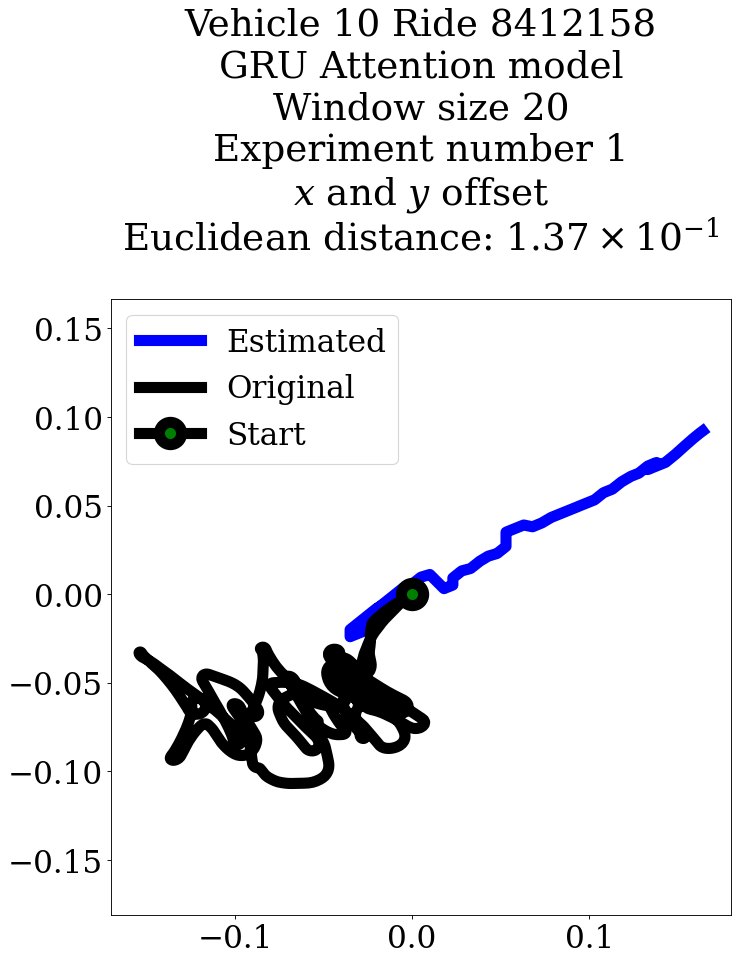 Vehicle 10 Ride 8412158
GRU Attention model
Window size 20
Experiment number 1
x and y offset
Euclidean distance: 1.37 × 10⁻¹
Estimated
Original
Start
0.15
0.10
0.05
0.00
−0.05
−0.10
−0.15
−0.1 0.0 0.1